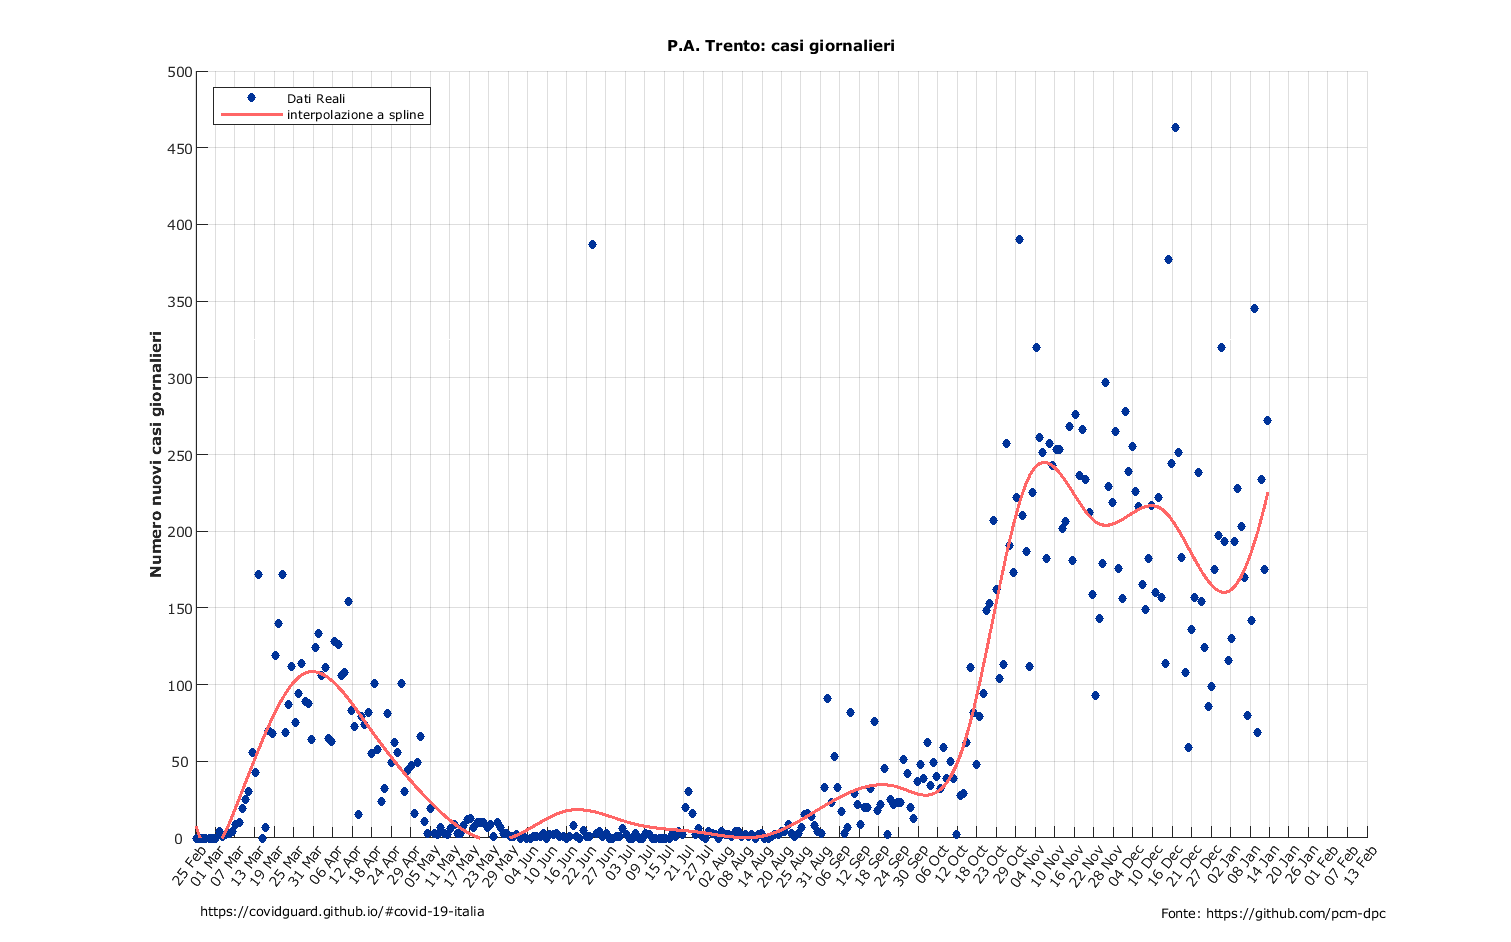 P.A. Trento: casi giornalieri
500
Dati Reali
interpolazione a spline
450
400
350
300
250
200
150
100
50
0
Numero nuovi casi giornalieri
25 Feb
01 Mar
07 Mar
13 Mar
19 Mar
25 Mar
31 Mar
06 Apr
12 Apr
18 Apr
24 Apr
29 Apr
05 May
11 May
17 May
23 May
29 May
04 Jun
10 Jun
16 Jun
22 Jun
27 Jun
03 Jul
09 Jul
15 Jul
21 Jul
27 Jul
02 Aug
08 Aug
14 Aug
20 Aug
25 Aug
31 Aug
06 Sep
12 Sep
18 Sep
24 Sep
30 Oct
06 Oct
12 Oct
18 Oct
23 Oct
29 Oct
04 Nov
10 Nov
16 Nov
22 Nov
28 Dec
04 Dec
10 Dec
16 Dec
21 Dec
27 Dec
02 Jan
08 Jan
14 Jan
20 Jan
26 Feb
01 Feb
07 Feb
13 Feb
https://covidguard.github.io/#covid-19-italia
Fonte: https://github.com/pcm-dpc